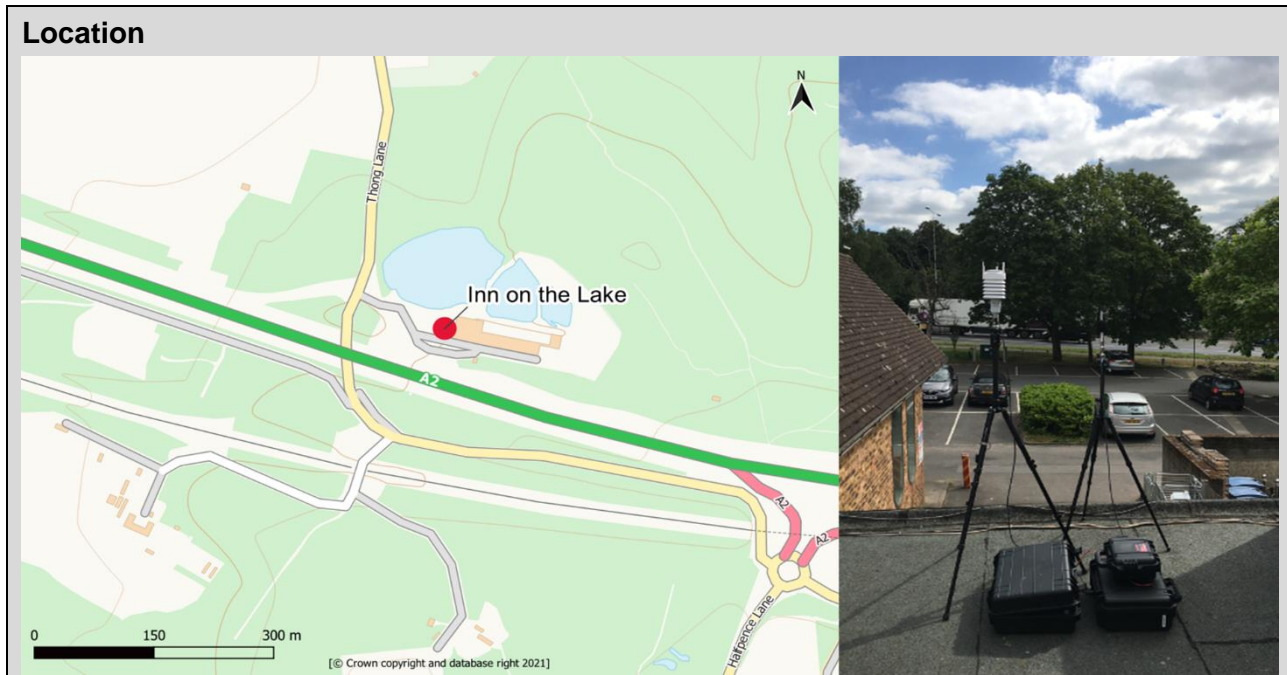 Location
N
Thong Lane
Inn on the Lake
A2
A2
A2
Halfpence Lane
0 150 300 m
[© Crown copyright and database right 2021]